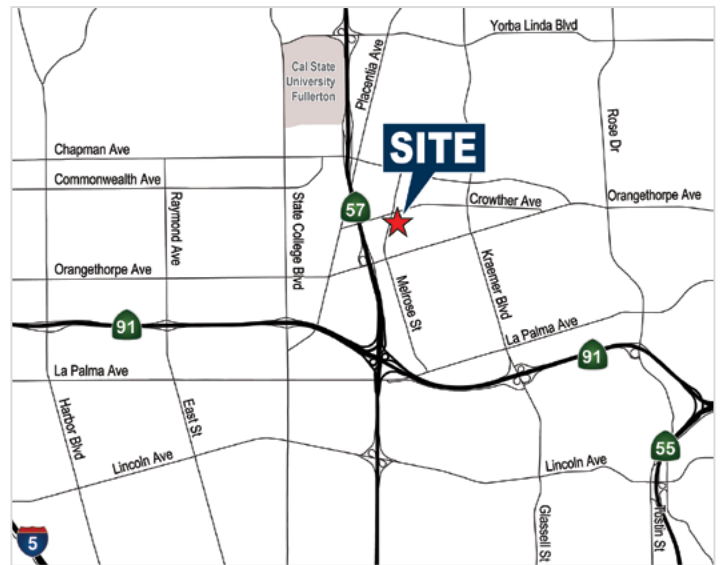 Yorba Linda Blvd
Cal State
University
Fullerton
Placentia Ave
Rose Dr
Chapman Ave
SITE
Commonwealth Ave
Raymond Ave
State College Blvd
57
Crowther Ave
Orangethorpe Ave
Orangethorpe Ave
Melrose St
Kraemer Blvd
91
La Palma Ave
91
La Palma Ave
Harbor Blvd
East St
Lincoln Ave
55
Lincoln Ave
Glassell St
Tustin St
5